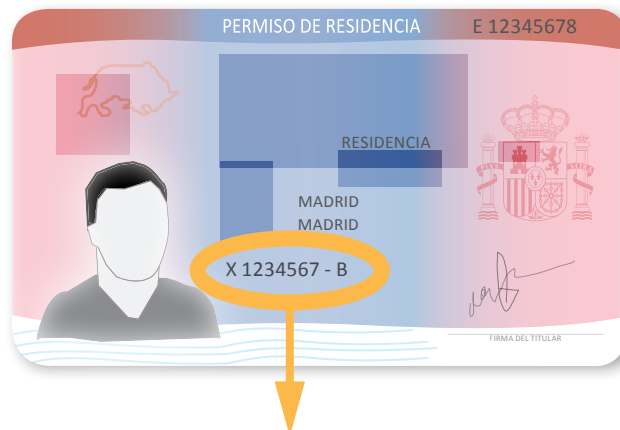 PERMISO DE RESIDENCIA E 12345678
RESIDENCIA
MADRID
MADRID
X 1234567 - B
FIRMA DEL TITULAR